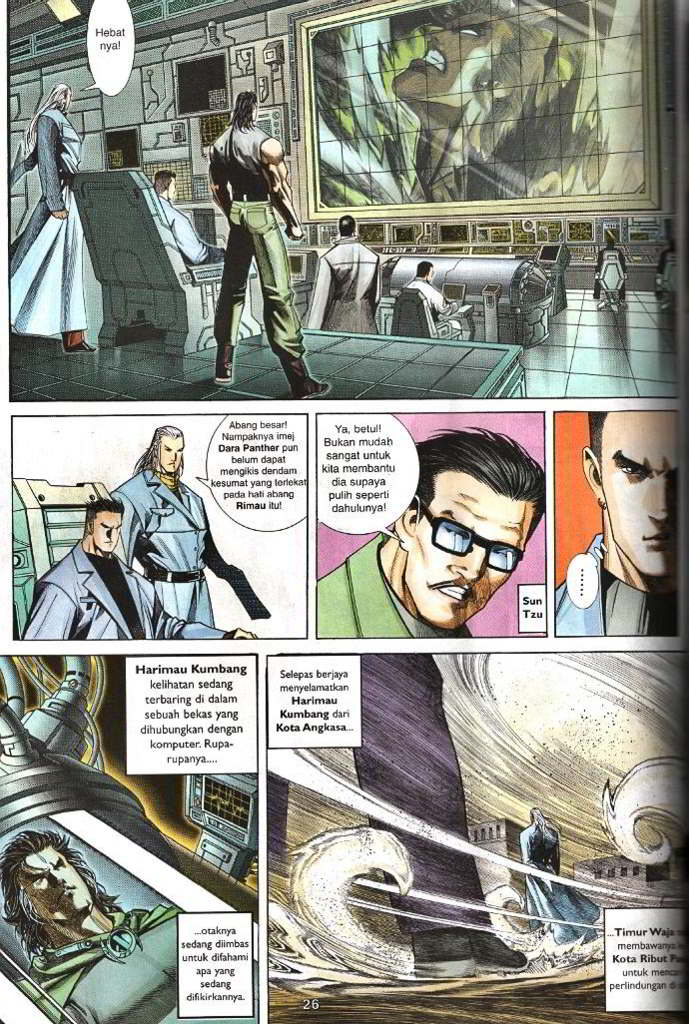 Hebat
nya!
Abang besar!
Nampaknya imej
Dara Panther pun
belum dapat
mengikis dendam
kesumat yang terlekat
pada hati abang
Rimau itu!
Ya, betul!
Bukan mudah
sangat untuk
kita membantu
dia supaya
pulih seperti
dahulunya!
Sun
Tzu
......
Harimau Kumbang
kelihatan sedang
terbaring di dalam
sebuah bekas yang
dihubungkan dengan
komputer. Rupa-
rupanya....
...otaknya
sedang diimbas
untuk difahami
apa yang
sedang
difikirkannya.
Selepas berjaya
menyelamatkan
Harimau
Kumbang dari
Kota Angkasa...
...Timur Waja
membawanya
Kota Ribut
untuk
perlindungan di
26